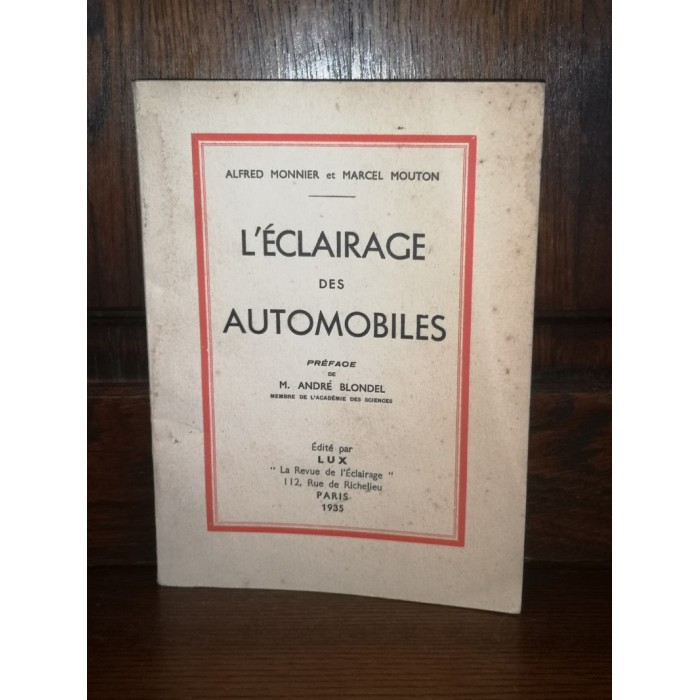 ALFRED MONNIER et MARCEL MOUTON
L'ÉCLAIRAGE
DES
AUTOMOBILES
PRÉFACE
DE
M. ANDRÉ BLONDEL
MEMBRE DE L'ACADÉMIE DES SCIENCES
Édité par
LUX
" La Revue de l'Éclairage "
112, Rue de Richelieu
PARIS
1935